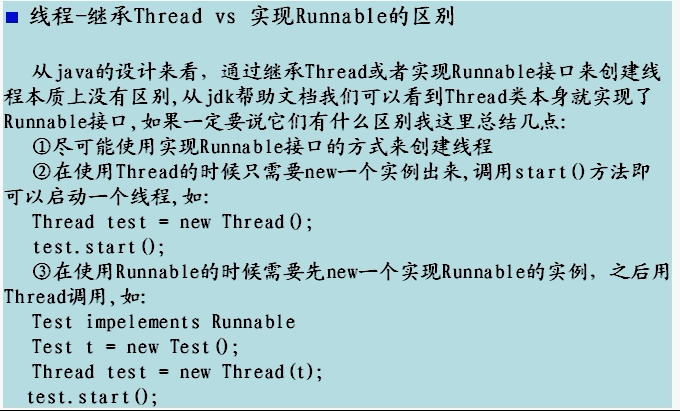 线程-继承Thread vs 实现Runnable的区别
从java的设计来看，通过继承Thread或者实现Runnable接口来创建线
程本质上没有区别,从jdk帮助文档我们可以看到Thread类本身就实现了
Runnable接口,如果一定要说它们有什么区别我这里总结几点:
①尽可能使用实现Runnable接口的方式来创建线程
②在使用Thread的时候只需要new一个实例出来,调用start()方法即
可以启动一个线程,如:
Thread test = new Thread();
test.start();
③在使用Runnable的时候需要先new一个实现Runnable的实例，之后用
Thread调用,如:
Test impelements Runnable
Test t = new Test();
Thread test = new Thread(t);
test.start();